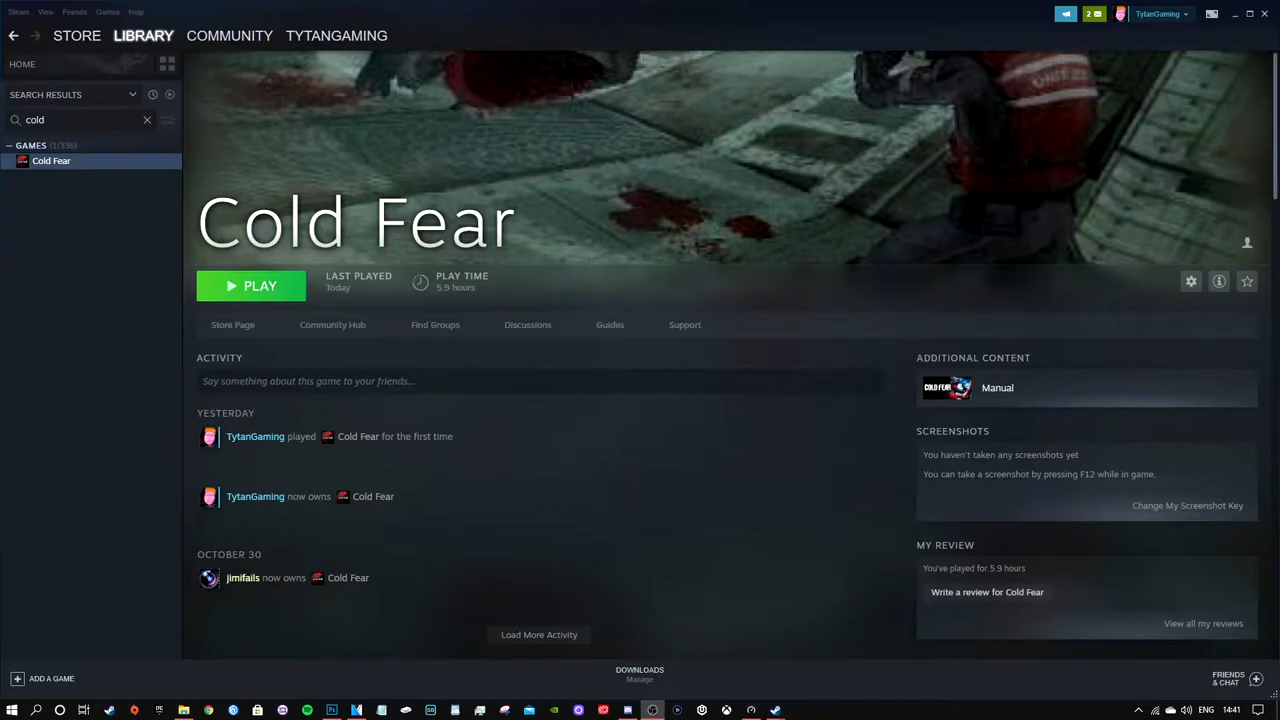 Steam View Friends Games Help
2
TytanGaming
STORE LIBRARY COMMUNITY TYTANGAMING
HOME
SEARCH RESULTS
cold
GAMES (1/336)
Cold Fear
Cold Fear
PLAY
LAST PLAYED
Today
PLAY TIME
5.9 hours
Store Page Community Hub Find Groups Discussions Guides Support
ACTIVITY
Say something about this game to your friends...
YESTERDAY
TytanGaming played Cold Fear for the first time
TytanGaming now owns Cold Fear
OCTOBER 30
jimifails now owns Cold Fear
Load More Activity
ADDITIONAL CONTENT
COLD FEAR
Manual
SCREENSHOTS
You haven't taken any screenshots yet
You can take a screenshot by pressing F12 while in game.
Change My Screenshot Key
MY REVIEW
You've played for 5.9 hours
Write a review for Cold Fear
View all my reviews
ADD A GAME
DOWNLOADS
Manage
FRIENDS
& CHAT
ENG 14:41